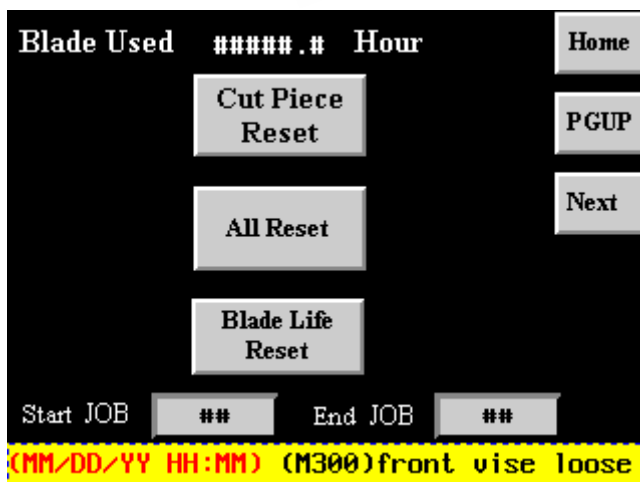 Blade Used #####.# Hour
Home
Cut Piece
Reset
PGUP
All Reset
Next
Blade Life
Reset
Start JOB ## End JOB ##
(MM/DD/YY HH:MM) (M300)front vise loose